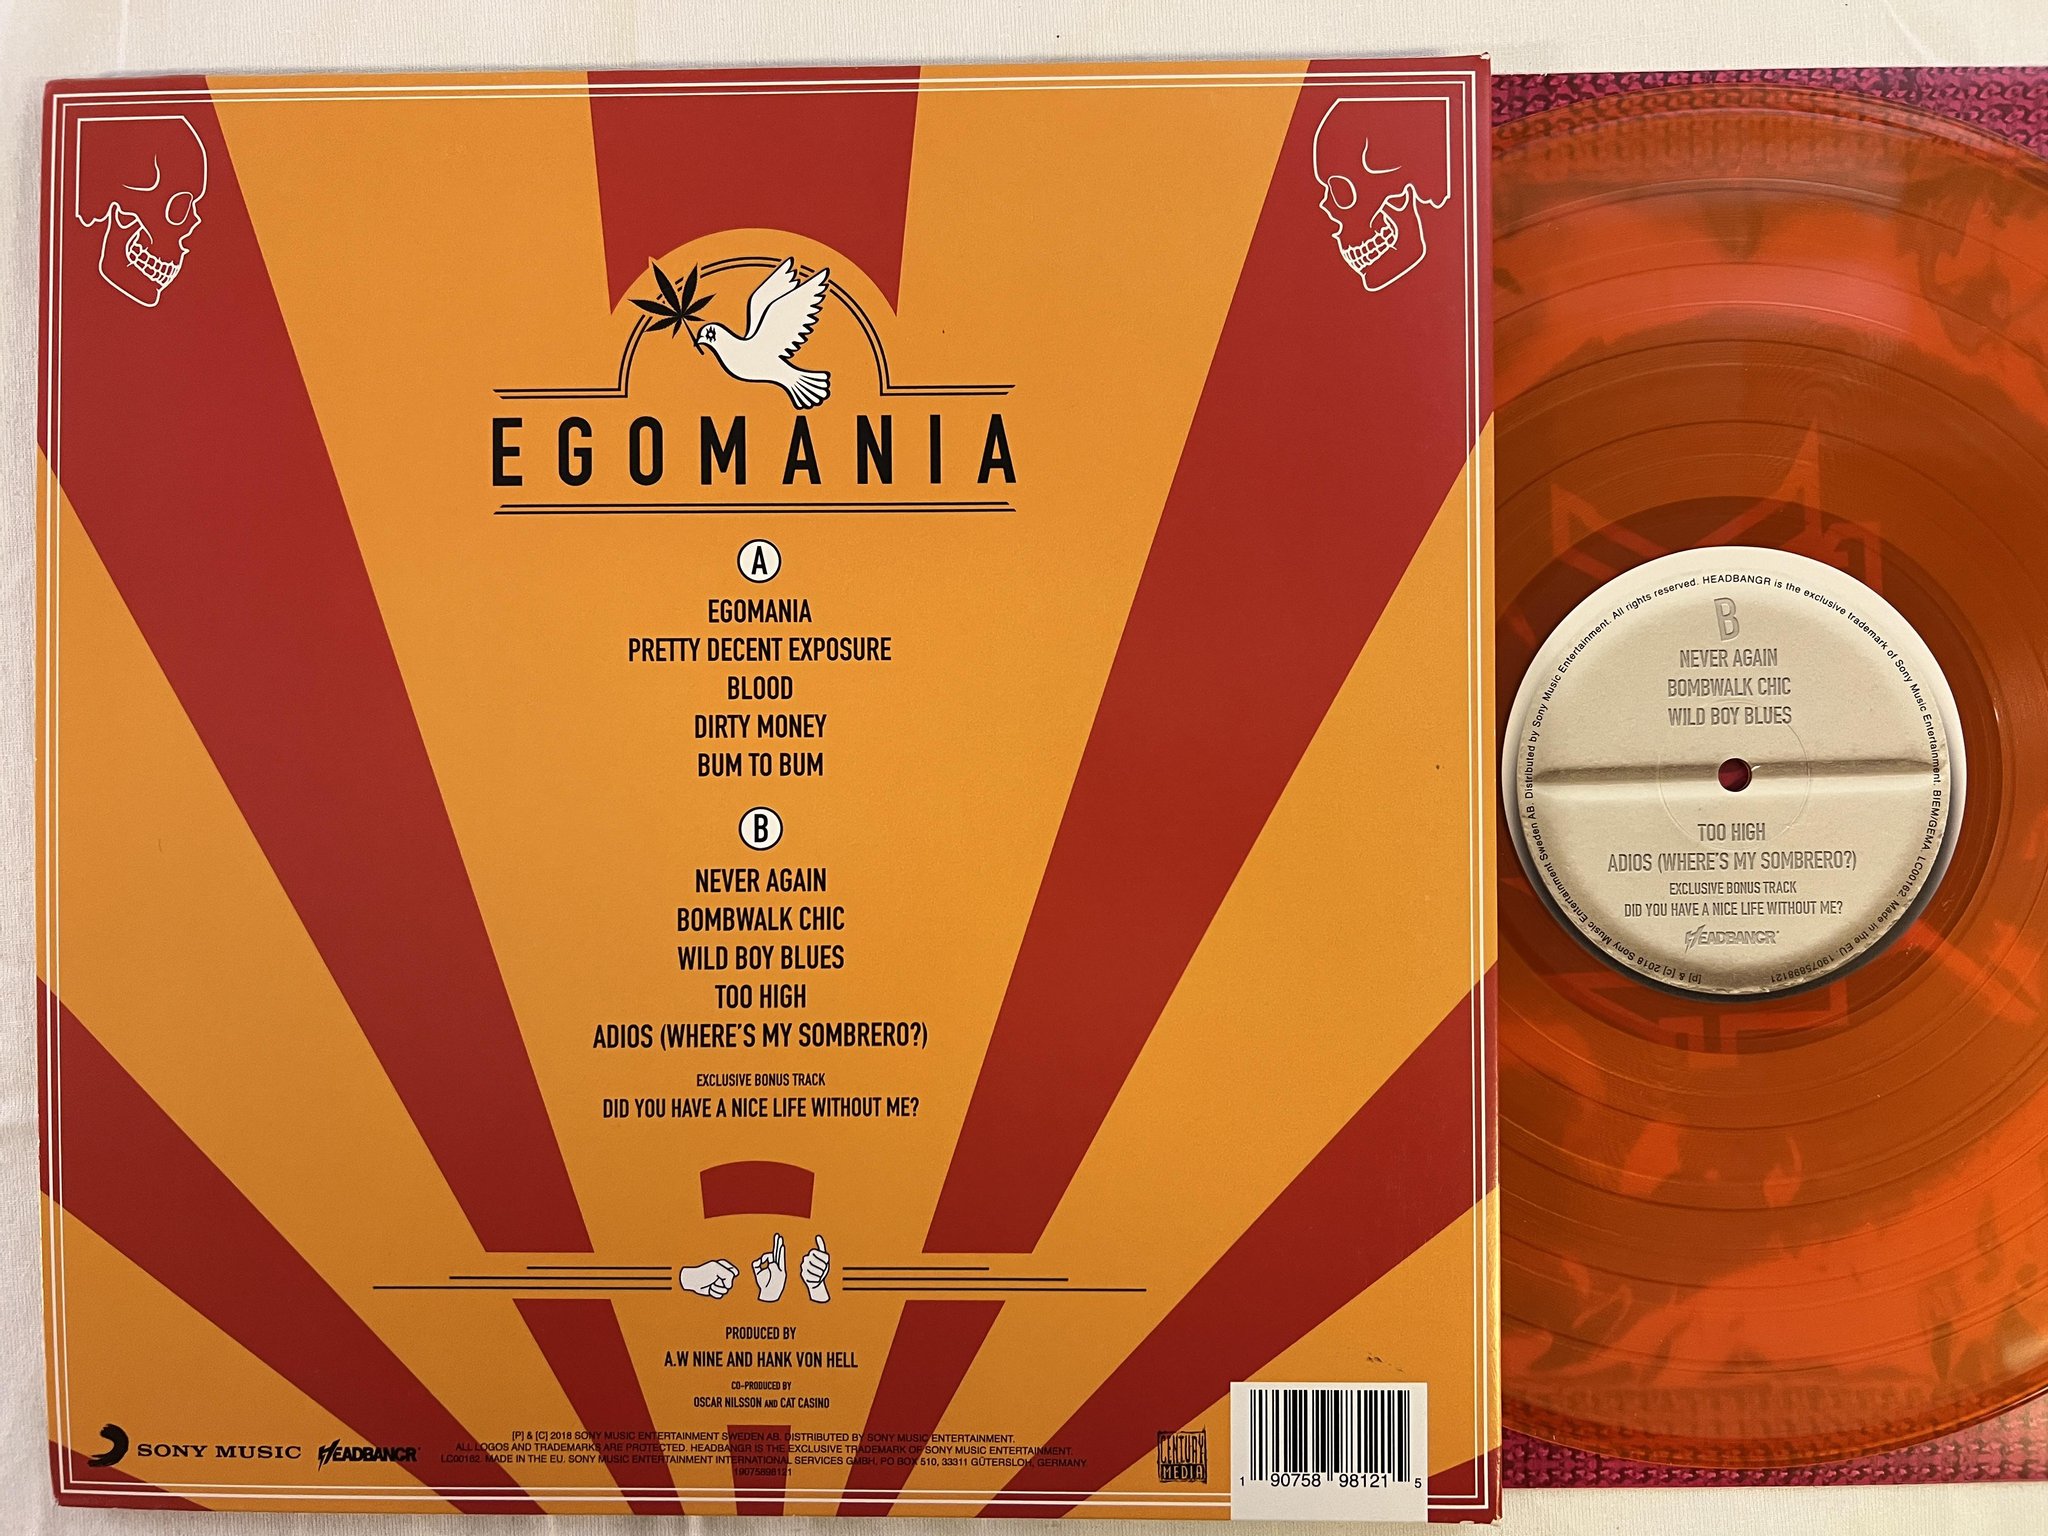 EGOMANIA
A
EGOMANIA
PRETTY DECENT EXPOSURE
BLOOD
DIRTY MONEY
BUM TO BUM
B
NEVER AGAIN
BOMBWALK CHIC
WILD BOY BLUES
TOO HIGH
ADIOS (WHERE'S MY SOMBRERO?)
EXCLUSIVE BONUS TRACK
DID YOU HAVE A NICE LIFE WITHOUT ME?
PRODUCED BY
A.W NINE AND HANK VON HELL
CO-PRODUCED BY
OSCAR NILSSON AND CAT CASINO
SONY MUSIC
HEADBANGR
[P] & [C] 2018 SONY MUSIC ENTERTAINMENT SWEDEN AB. DISTRIBUTED BY SONY MUSIC ENTERTAINMENT.
ALL LOGOS AND TRADEMARKS ARE PROTECTED. HEADBANGR IS THE EXCLUSIVE TRADEMARK OF SONY MUSIC ENTERTAINMENT.
LC00162. MADE IN THE EU. SONY MUSIC ENTERTAINMENT INTERNATIONAL SERVICES GMBH, PO BOX 510, 33311 GÜTERSLOH, GERMANY
19075898121
CENTURY
MEDIA
1 90758 98121 5
B
NEVER AGAIN
BOMBWALK CHIC
WILD BOY BLUES
TOO HIGH
ADIOS (WHERE'S MY SOMBRERO?)
EXCLUSIVE BONUS TRACK
DID YOU HAVE A NICE LIFE WITHOUT ME?
HEADBANGR
[p] & [c] 2018 Sony Music Entertainment Sweden AB. Distributed by Sony Music Entertainment. All rights reserved. HEADBANGR is the exclusive trademark of Sony Music Entertainment. BIEM/GEMA. LC00162. Made in the EU. 19075898121